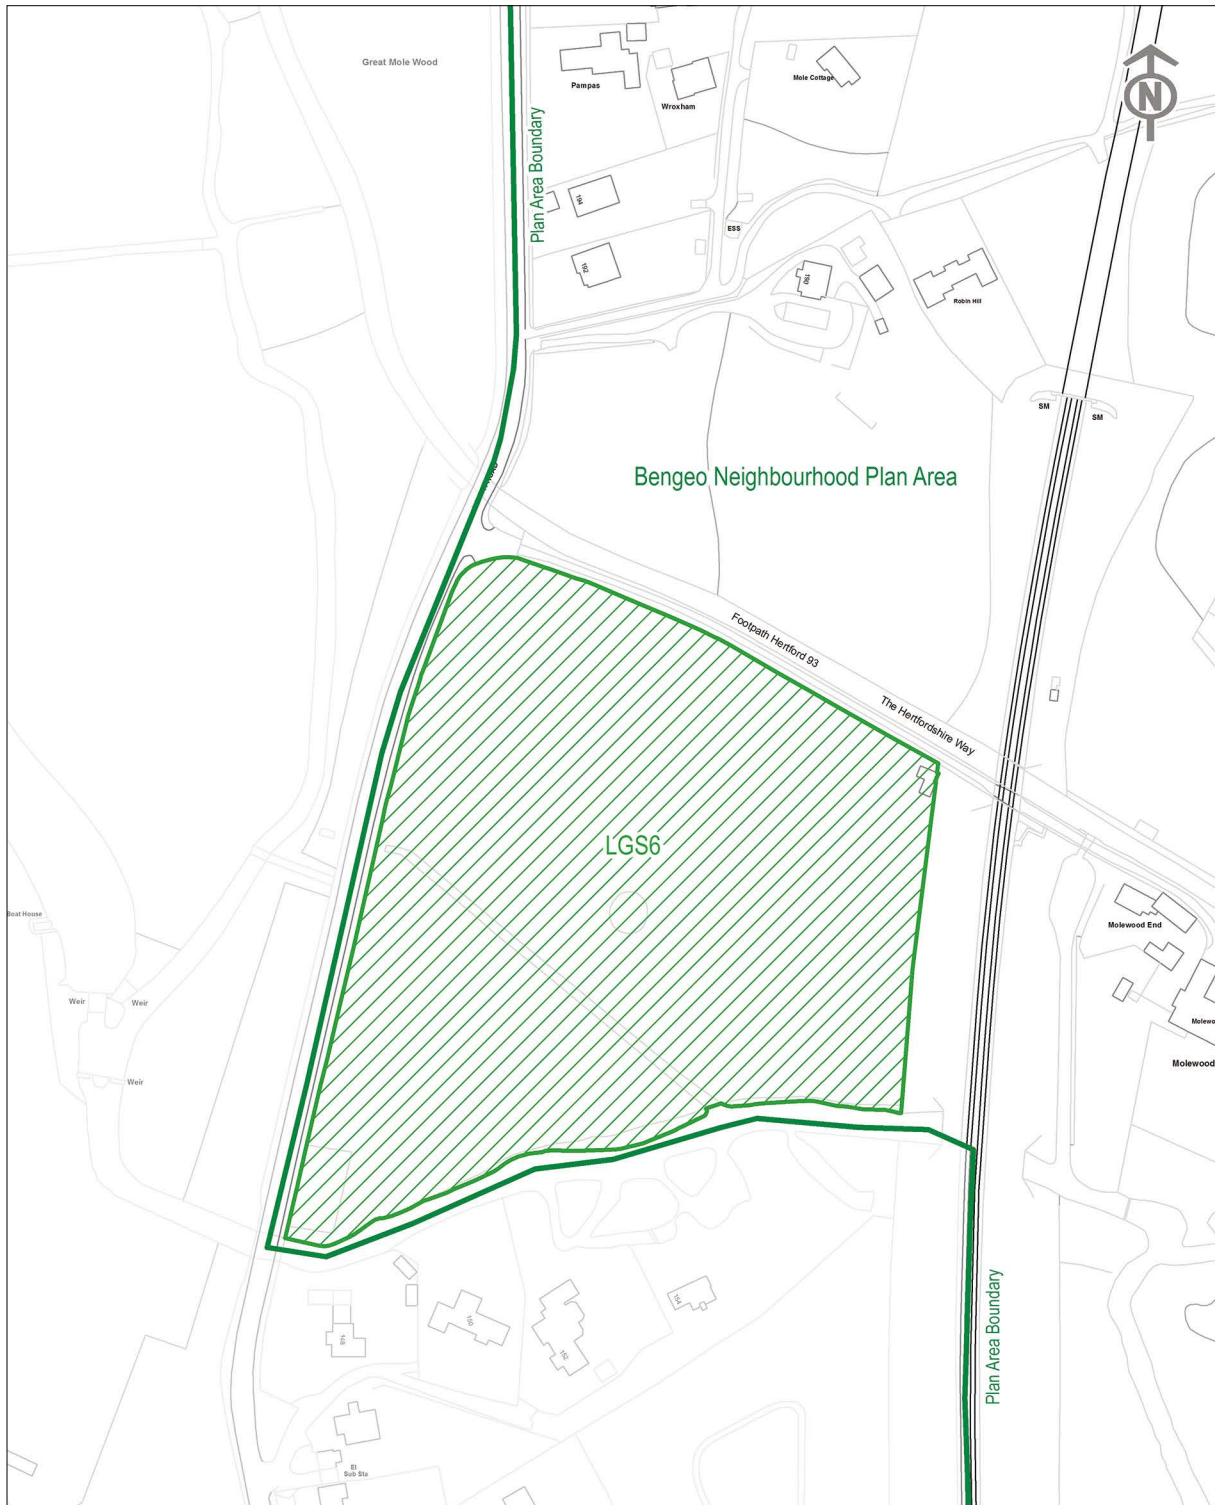 Great Mole Wood
Pampas
Wroxham
Mole Cottage
N
Plan Area Boundary
194
192
ESS
190
Robin Hill
SM
SM
Bengeo Neighbourhood Plan Area
Footpath Hertford 93
The Hertfordshire Way
LGS6
Boat House
Weir
Weir
Weir
Molewood End
Molewood
148
150
152
154
Plan Area Boundary
El
Sub Sta